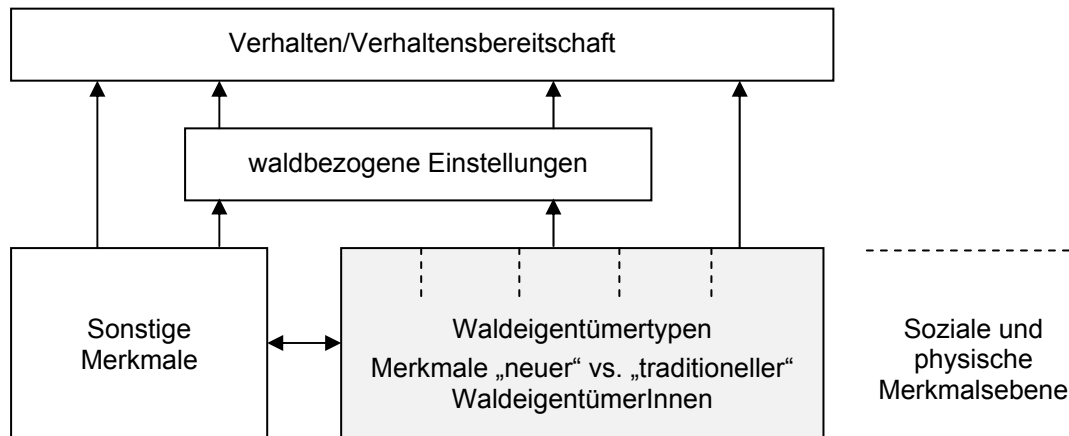 Verhalten/Verhaltensbereitschaft
waldbezogene Einstellungen
Sonstige
Merkmale
Waldeigentümertypen
Merkmale „neuer“ vs. „traditioneller“
WaldeigentümerInnen
Soziale und
physische
Merkmalsebene